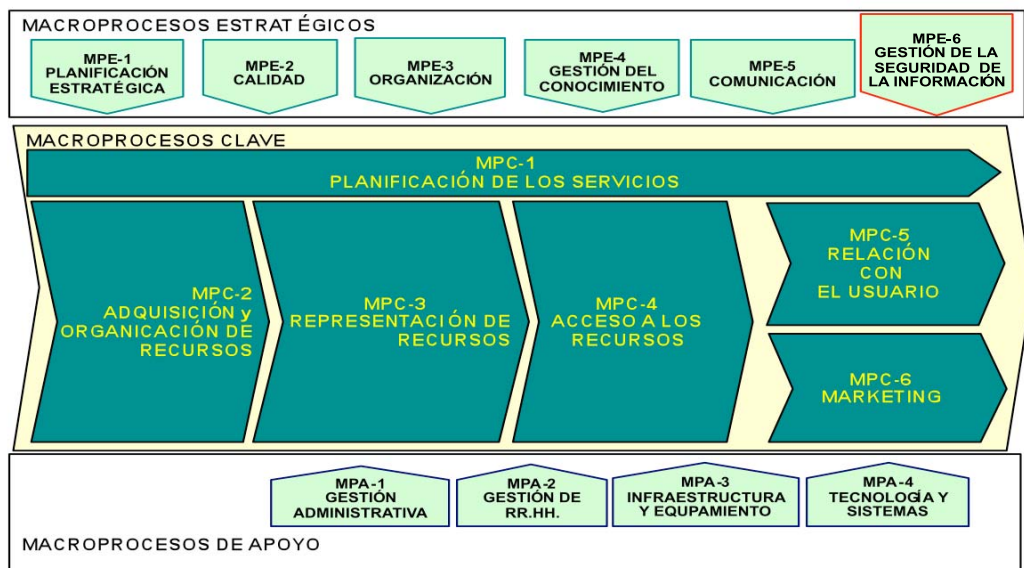 MACROPROCESOS ESTRATÉGICOS
MPE-1
PLANIFICACIÓN
ESTRATÉGICA
MPE-2
CALIDAD
MPE-3
ORGANIZACIÓN
MPE-4
GESTIÓN DEL
CONOCIMIENTO
MPE-5
COMUNICACIÓN
MPE-6
GESTIÓN DE LA
SEGURIDAD DE
LA INFORMACIÓN
MACROPROCESOS CLAVE
MPC-1
PLANIFICACIÓN DE LOS SERVICIOS
MPC-2
ADQUISICIÓN y
ORGANICACIÓN DE
RECURSOS
MPC-3
REPRESENTACIÓN DE
RECURSOS
MPC-4
ACCESO A LOS
RECURSOS
MPC-5
RELACIÓN
CON
EL USUARIO
MPC-6
MARKETING
MPA-1
GESTIÓN
ADMINISTRATIVA
MPA-2
GESTIÓN DE
RR.HH.
MPA-3
INFRAESTRUCTURA
Y EQUPAMIENTO
MPA-4
TECNOLOGÍA Y
SISTEMAS
MACROPROCESOS DE APOYO